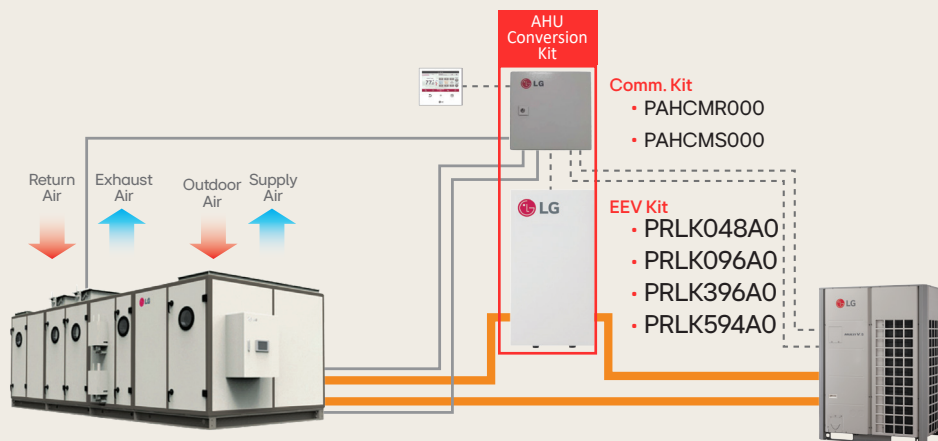 AHU
Conversion
Kit
LG
Comm. Kit
• PAHCMR000
• PAHCMS000
Return
Air
Exhaust
Air
Outdoor
Air
Supply
Air
LG
EEV Kit
• PRLK048A0
• PRLK096A0
• PRLK396A0
• PRLK594A0
LG
LG